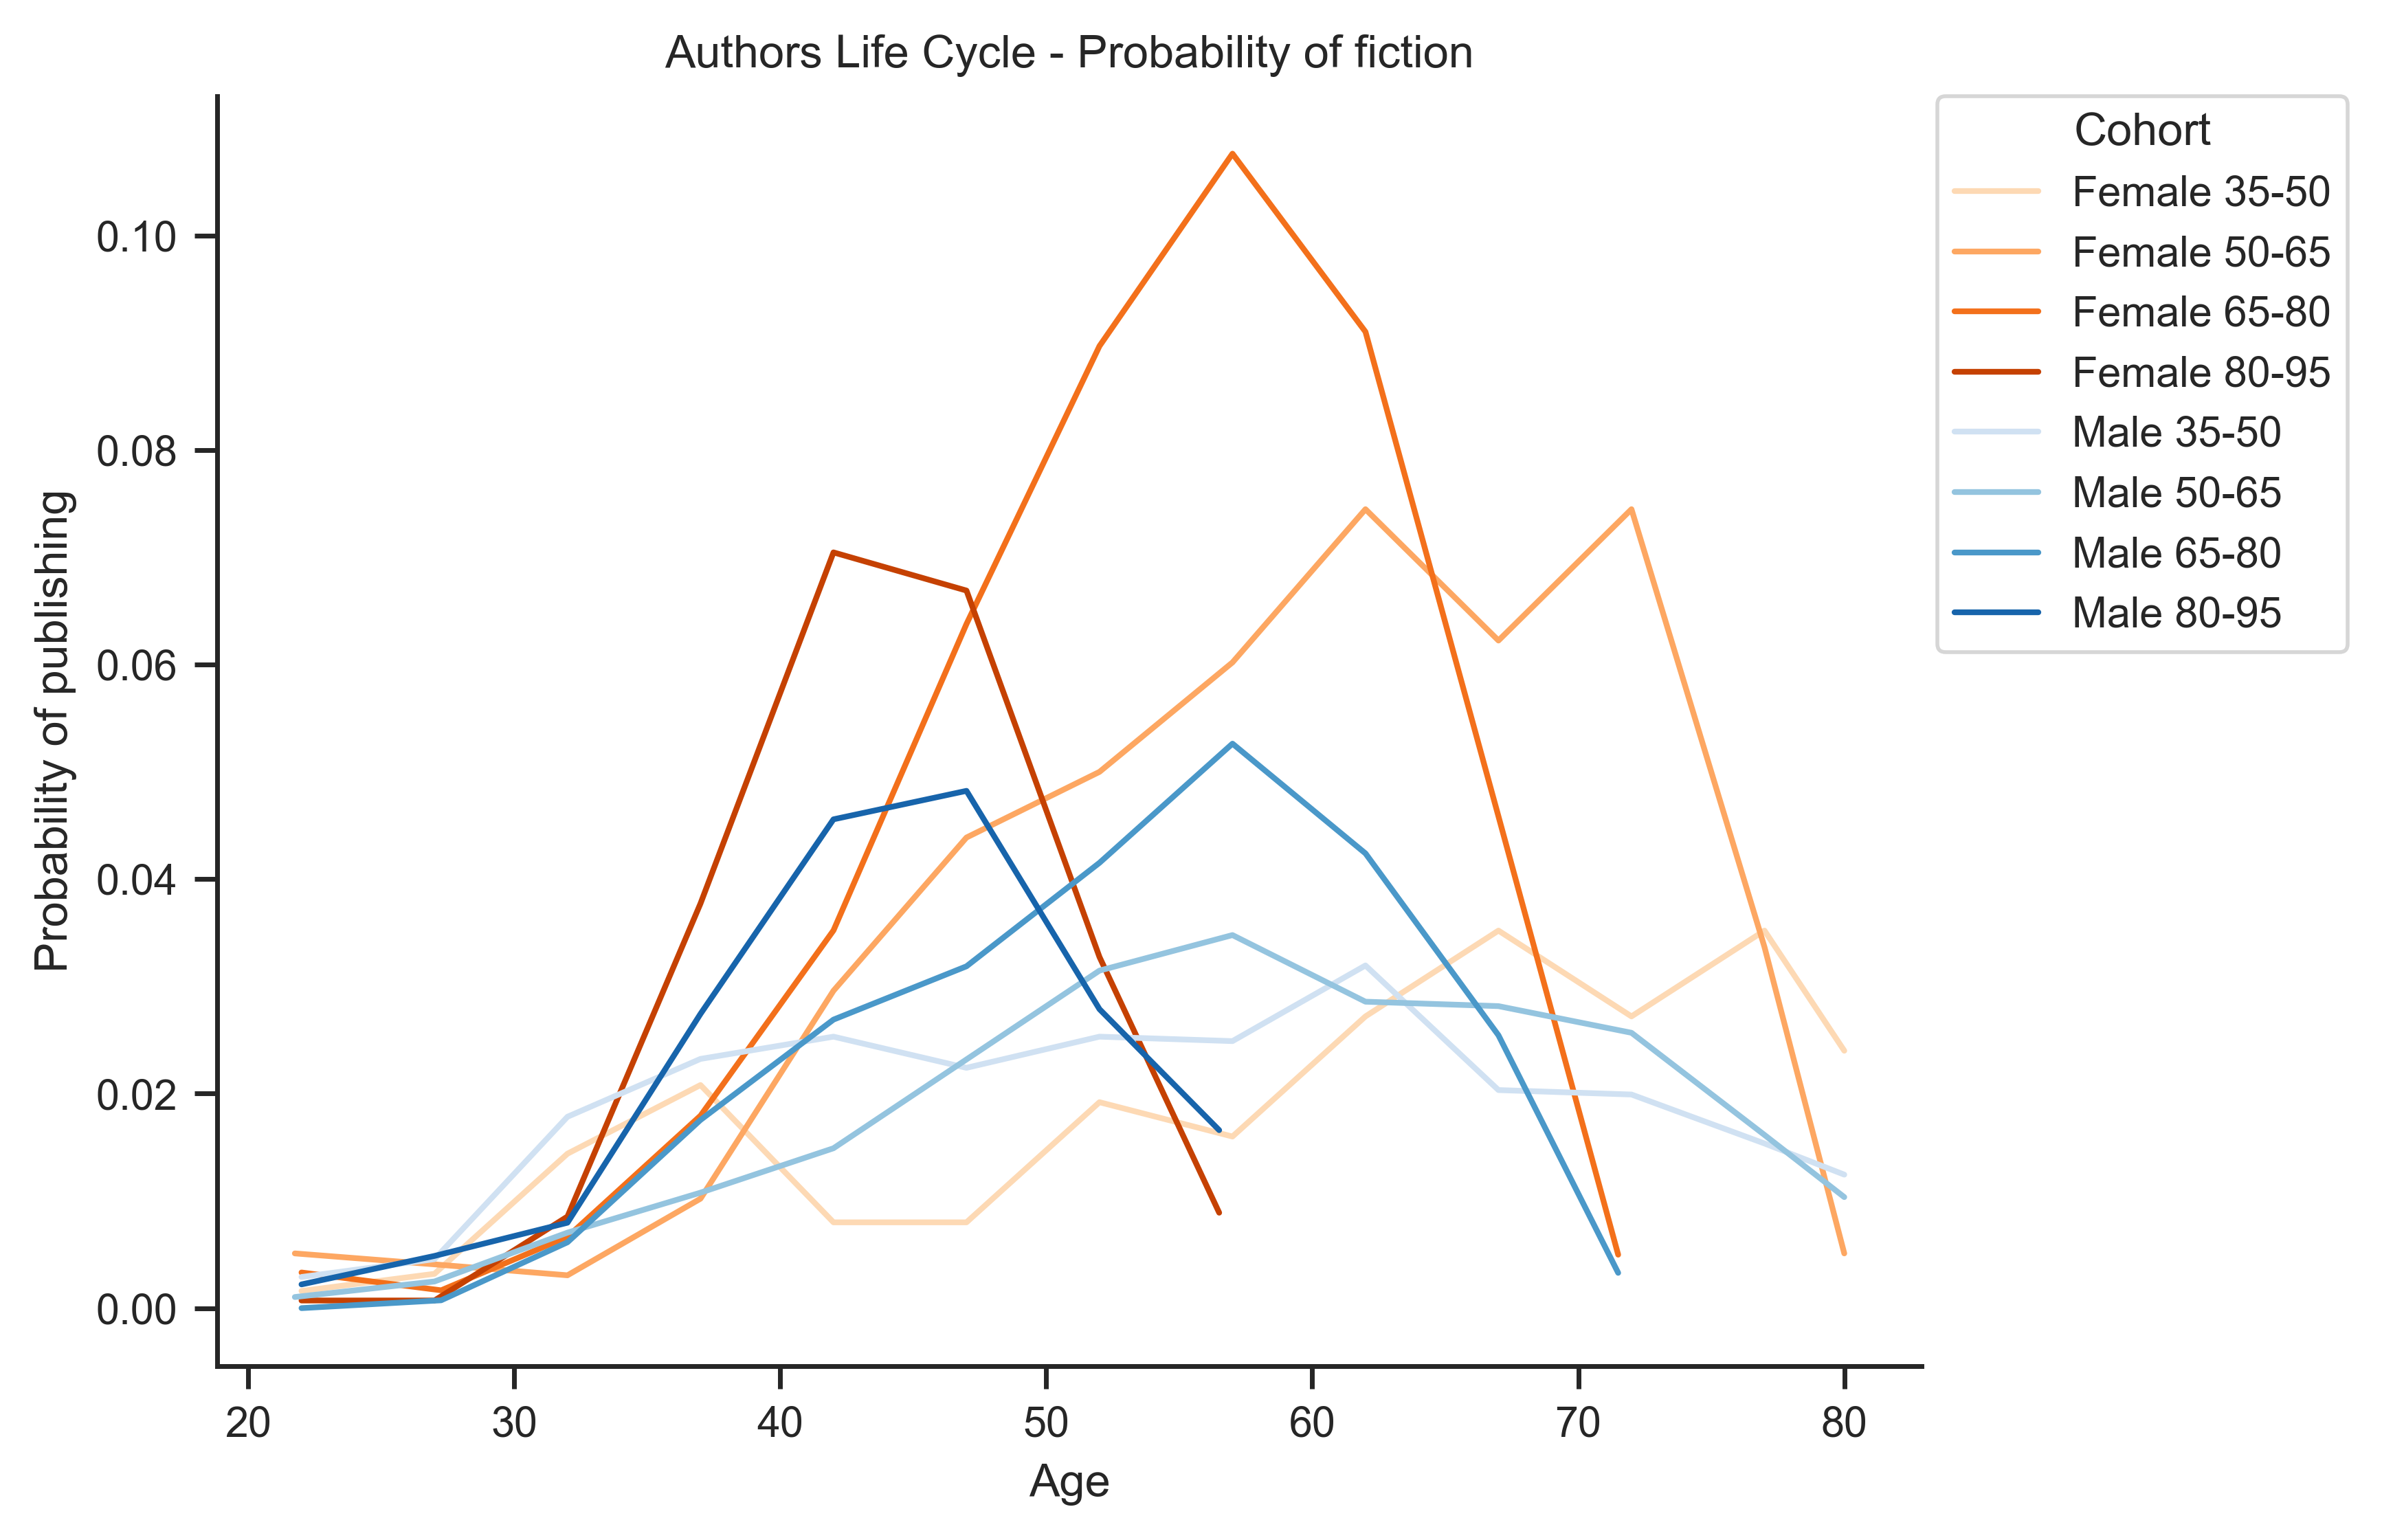 Authors Life Cycle - Probability of fiction
Cohort
Female 35-50
Female 50-65
Female 65-80
Female 80-95
Male 35-50
Male 50-65
Male 65-80
Male 80-95
Probability of publishing
0.10
0.08
0.06
0.04
0.02
0.00
20 30 40 50 60 70 80
Age